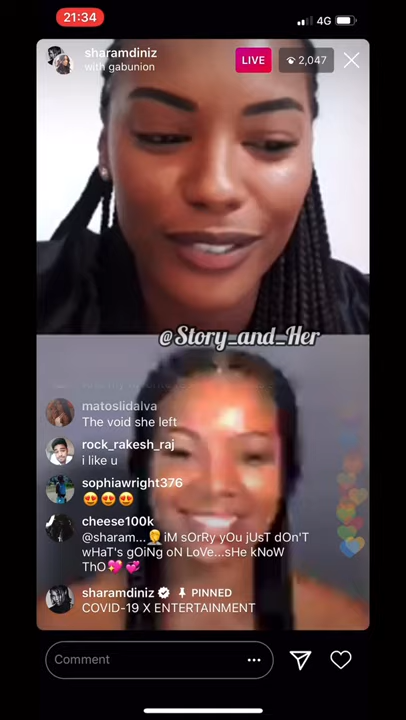 21:34
4G
sharamdiniz
with gabunion
LIVE
2,047
@Story_and_Her
matoslidalva
The void she left
rock_rakesh_raj
i like u
sophiawright376
😍😍😍
cheese100k
@sharam...🤦iM sOrRy yOu jUsT dOn'T
wHaT's gOiNg oN LoVe...sHe kNoW
ThO💖💞
sharamdiniz PINNED
COVID-19 X ENTERTAINMENT
Comment